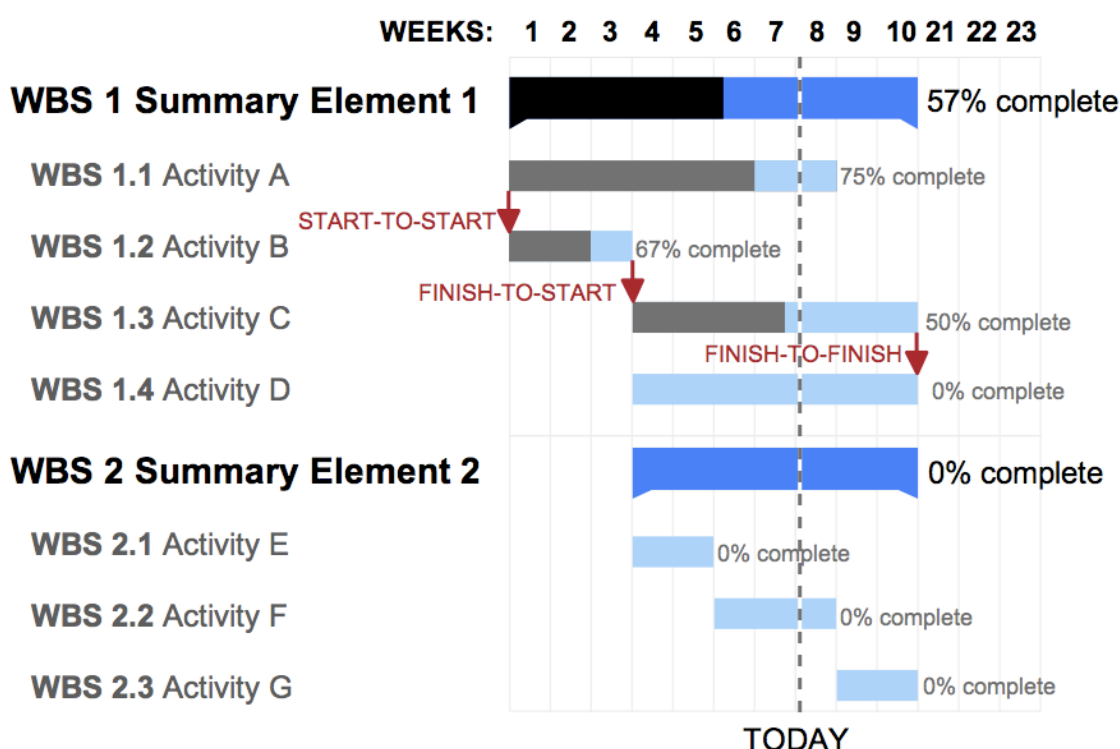 WEEKS: 1 2 3 4 5 6 7 8 9 10 21 22 23
WBS 1 Summary Element 1 57% complete
WBS 1.1 Activity A 75% complete
START-TO-START
WBS 1.2 Activity B 67% complete
FINISH-TO-START
WBS 1.3 Activity C 50% complete
FINISH-TO-FINISH
WBS 1.4 Activity D 0% complete
WBS 2 Summary Element 2 0% complete
WBS 2.1 Activity E 0% complete
WBS 2.2 Activity F 0% complete
WBS 2.3 Activity G 0% complete
TODAY